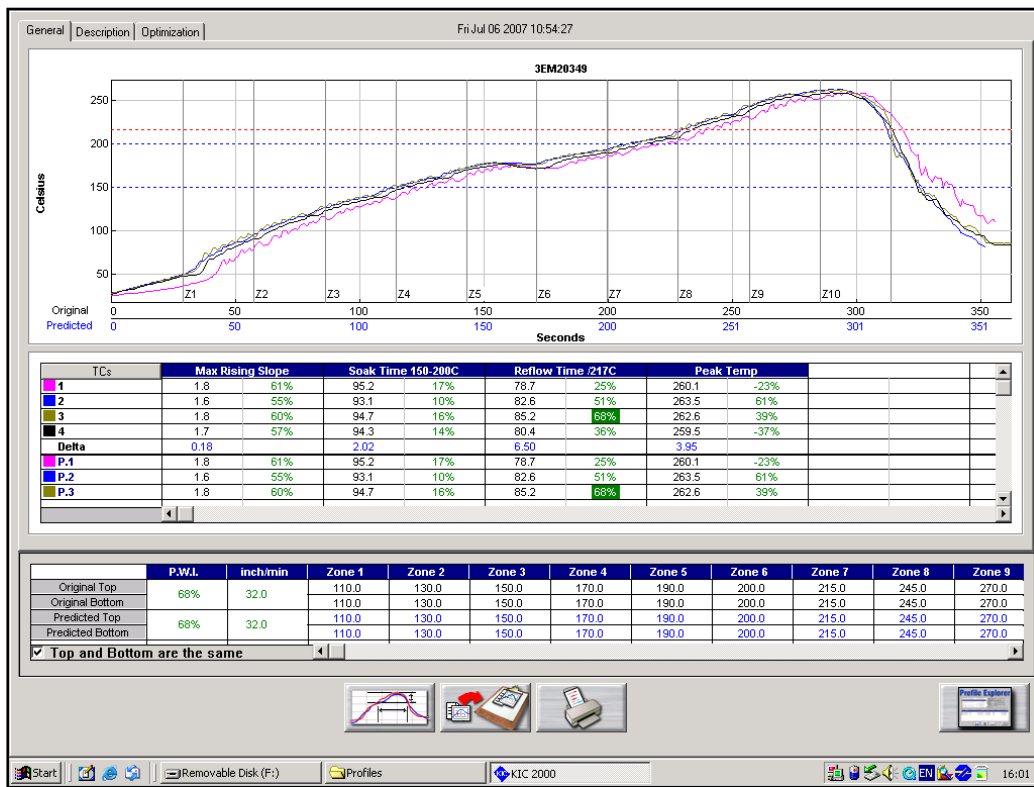 General Description Optimization Fri Jul 06 2007 10:54:27
3EM20349
250
200
150
100
50
Celsius
Z1 Z2 Z3 Z4 Z5 Z6 Z7 Z8 Z9 Z10
Original 0 50 100 150 200 250 300 350
Predicted 0 50 100 150 200 251 301 351
Seconds
TCs Max Rising Slope Soak Time 150-200C Reflow Time /217C Peak Temp
1 1.8 61% 95.2 17% 78.7 25% 260.1 -23%
2 1.6 55% 93.1 10% 82.6 51% 263.5 61%
3 1.8 60% 94.7 16% 85.2 68% 262.6 39%
4 1.7 57% 94.3 14% 80.4 36% 259.5 -37%
Delta 0.18 2.02 6.50 3.95
P.1 1.8 61% 95.2 17% 78.7 25% 260.1 -23%
P.2 1.6 55% 93.1 10% 82.6 51% 263.5 61%
P.3 1.8 60% 94.7 16% 85.2 68% 262.6 39%
P.W.I. inch/min Zone 1 Zone 2 Zone 3 Zone 4 Zone 5 Zone 6 Zone 7 Zone 8 Zone 9
Original Top 68% 32.0 110.0 130.0 150.0 170.0 190.0 200.0 215.0 245.0 270.0
Original Bottom 110.0 130.0 150.0 170.0 190.0 200.0 215.0 245.0 270.0
Predicted Top 68% 32.0 110.0 130.0 150.0 170.0 190.0 200.0 215.0 245.0 270.0
Predicted Bottom 110.0 130.0 150.0 170.0 190.0 200.0 215.0 245.0 270.0
Top and Bottom are the same
Profile Explorer
Start Removable Disk (F:) Profiles KIC 2000 EN 16:01